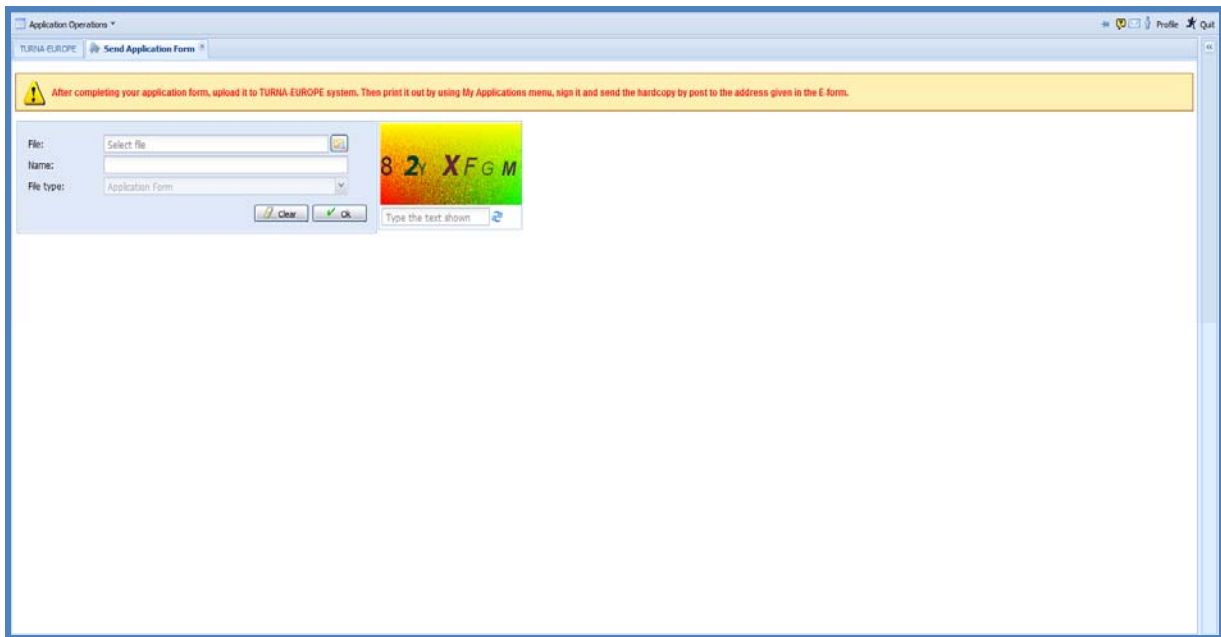 Application Operations Profile Quit
TURNA-EUROPE Send Application Form
After completing your application form, upload it to TURNA-EUROPE system. Then print it out by using My Applications menu, sign it and send the hardcopy by post to the address given in the E-form.
File: Select file
Name:
File type: Application Form
Clear Ok
8 2Y XFGM
Type the text shown